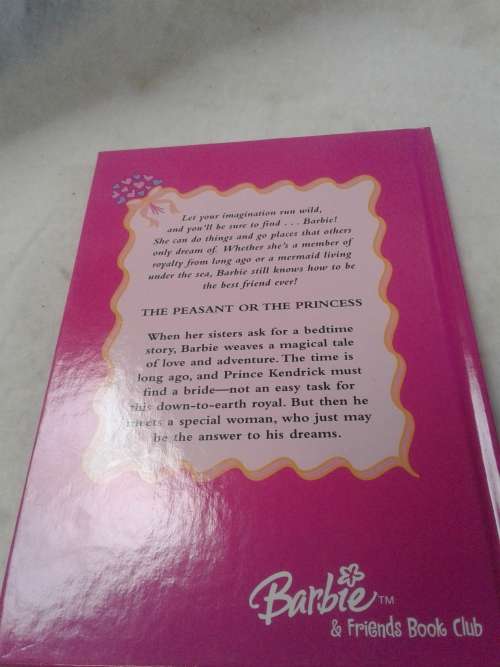 Let your imagination run wild,
and you'll be sure to find . . . Barbie!
She can do things and go places that others
only dream of. Whether she's a member of
royalty from long ago or a mermaid living
under the sea, Barbie still knows how to be
the best friend ever!
THE PEASANT OR THE PRINCESS
When her sisters ask for a bedtime
story, Barbie weaves a magical tale
of love and adventure. The time is
long ago, and Prince Kendrick must
find a bride—not an easy task for
this down-to-earth royal. But then he
meets a special woman, who just may
be the answer to his dreams.
Barbie™
& Friends Book Club